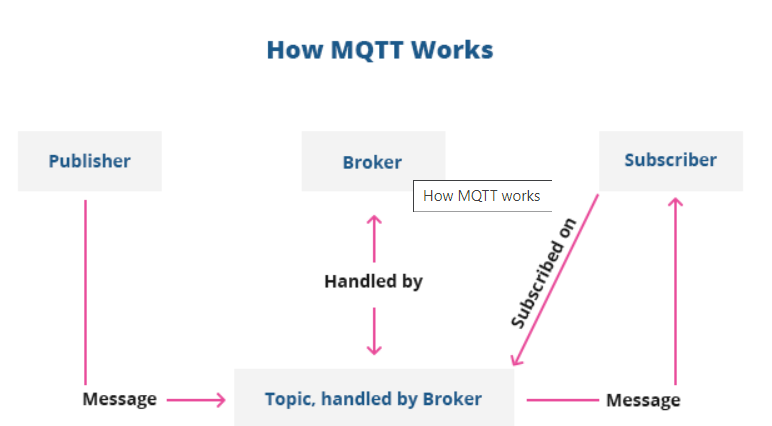 How MQTT Works
Publisher
Broker
Subscriber
How MQTT works
Subscribed on
Handled by
Message
Topic, handled by Broker
Message